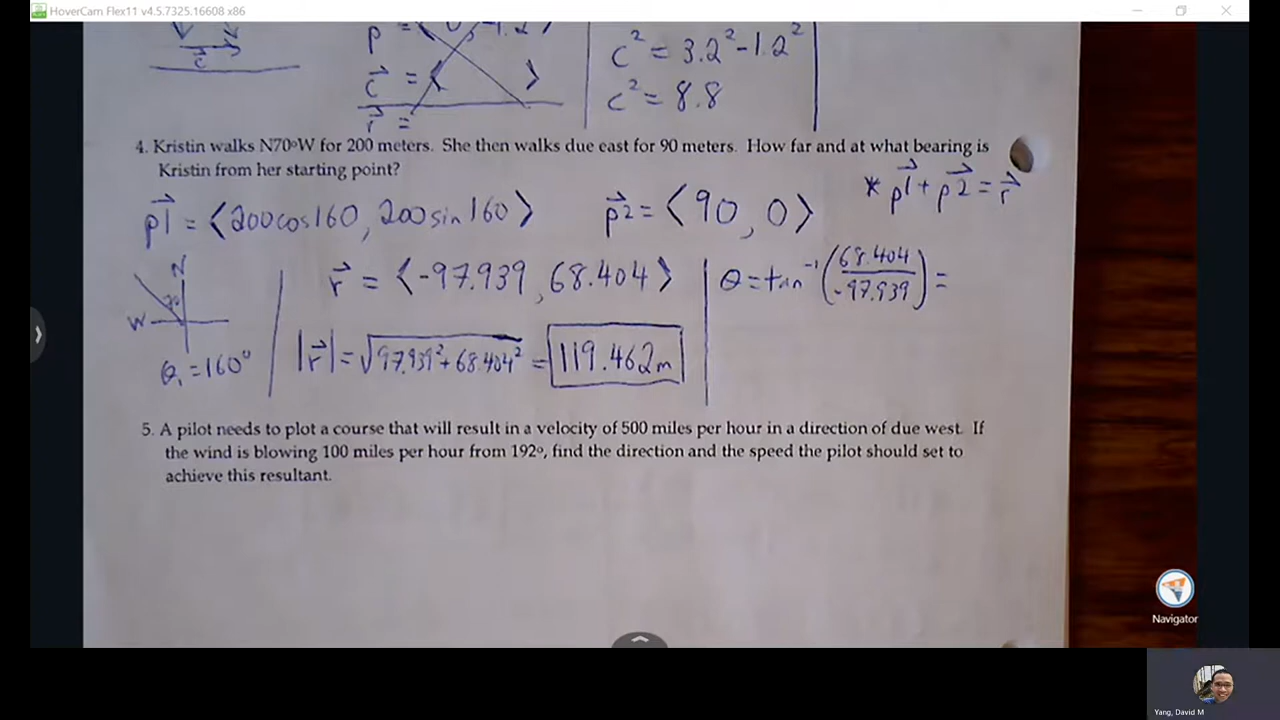 HoverCam Flex11 v4.5.7325.16608 x86
c² = 3.2² - 1.2²
c² = 8.8
c
p = ⟨0, -1.2⟩
c = ⟨ ⟩
r =
4. Kristin walks N70°W for 200 meters. She then walks due east for 90 meters. How far and at what bearing is
Kristin from her starting point?
* p1 + p2 = r
p1 = ⟨200cos160, 200sin160⟩
p2 = ⟨90, 0⟩
N
70°
W
θ₁ = 160°
r = ⟨-97.939, 68.404⟩
|r| = √97.939² + 68.404² = 119.462m
θ = tan⁻¹(68.404/-97.939) =
5. A pilot needs to plot a course that will result in a velocity of 500 miles per hour in a direction of due west. If
the wind is blowing 100 miles per hour from 192º, find the direction and the speed the pilot should set to
achieve this resultant.
Navigator
Yang, David M